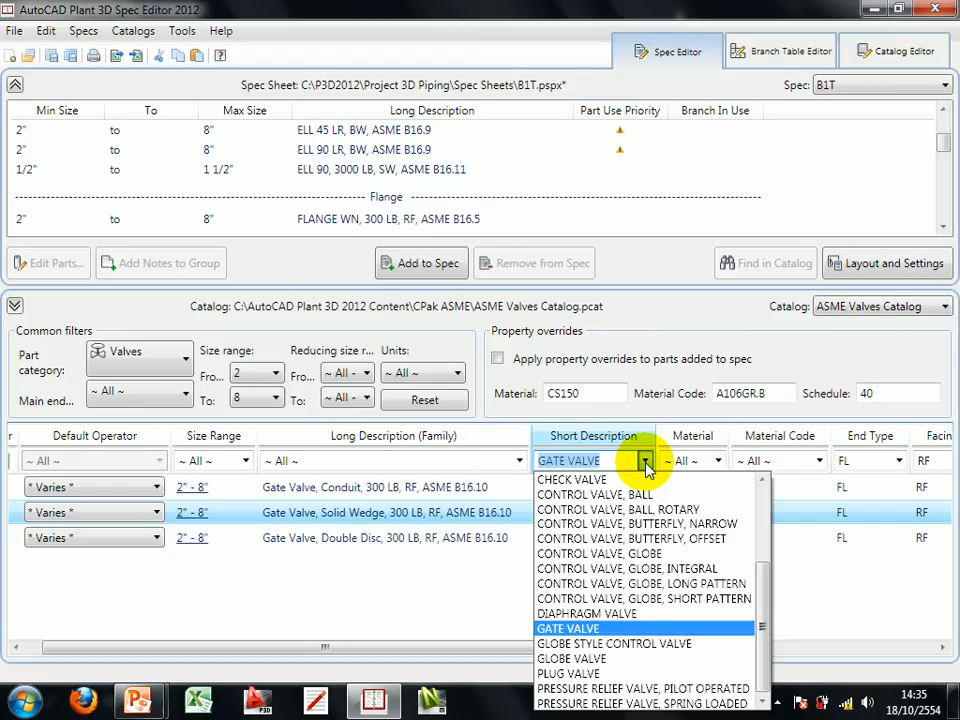 AutoCAD Plant 3D Spec Editor 2012
File Edit Specs Catalogs Tools Help
Spec Editor Branch Table Editor Catalog Editor
Spec Sheet: C:\P3D2012\Project 3D Piping\Spec Sheets\B1T.pspx* Spec: B1T
Min Size To Max Size Long Description Part Use Priority Branch In Use
2" to 8" ELL 45 LR, BW, ASME B16.9
2" to 8" ELL 90 LR, BW, ASME B16.9
1/2" to 1 1/2" ELL 90, 3000 LB, SW, ASME B16.11
Flange
2" to 8" FLANGE WN, 300 LB, RF, ASME B16.5
Edit Parts... Add Notes to Group Add to Spec Remove from Spec Find in Catalog Layout and Settings
Catalog: C:\AutoCAD Plant 3D 2012 Content\CPak ASME\ASME Valves Catalog.pcat Catalog: ASME Valves Catalog
Common filters Property overrides
Part category: Valves Size range: Reducing size r... Units:
From... 2 From... ~ All - ~ All ~
Apply property overrides to parts added to spec
Main end... ~ All ~ To: 8 To: ~ All - Reset
Material: CS150 Material Code: A106GR.B Schedule: 40
r Default Operator Size Range Long Description (Family) Short Description Material Material Code End Type Facin
~ All ~ ~ All ~ ~ All ~ GATE VALVE ~ All ~ ~ All ~ FL RF
* Varies * 2" - 8" Gate Valve, Conduit, 300 LB, RF, ASME B16.10 FL RF
* Varies * 2" - 8" Gate Valve, Solid Wedge, 300 LB, RF, ASME B16.10 FL RF
* Varies * 2" - 8" Gate Valve, Double Disc, 300 LB, RF, ASME B16.10 FL RF
CHECK VALVE
CONTROL VALVE, BALL
CONTROL VALVE, BALL, ROTARY
CONTROL VALVE, BUTTERFLY, NARROW
CONTROL VALVE, BUTTERFLY, OFFSET
CONTROL VALVE, GLOBE
CONTROL VALVE, GLOBE, INTEGRAL
CONTROL VALVE, GLOBE, LONG PATTERN
CONTROL VALVE, GLOBE, SHORT PATTERN
DIAPHRAGM VALVE
GATE VALVE
GLOBE STYLE CONTROL VALVE
GLOBE VALVE
PLUG VALVE
PRESSURE RELIEF VALVE, PILOT OPERATED
PRESSURE RELIEF VALVE, SPRING LOADED
14:35
18/10/2554